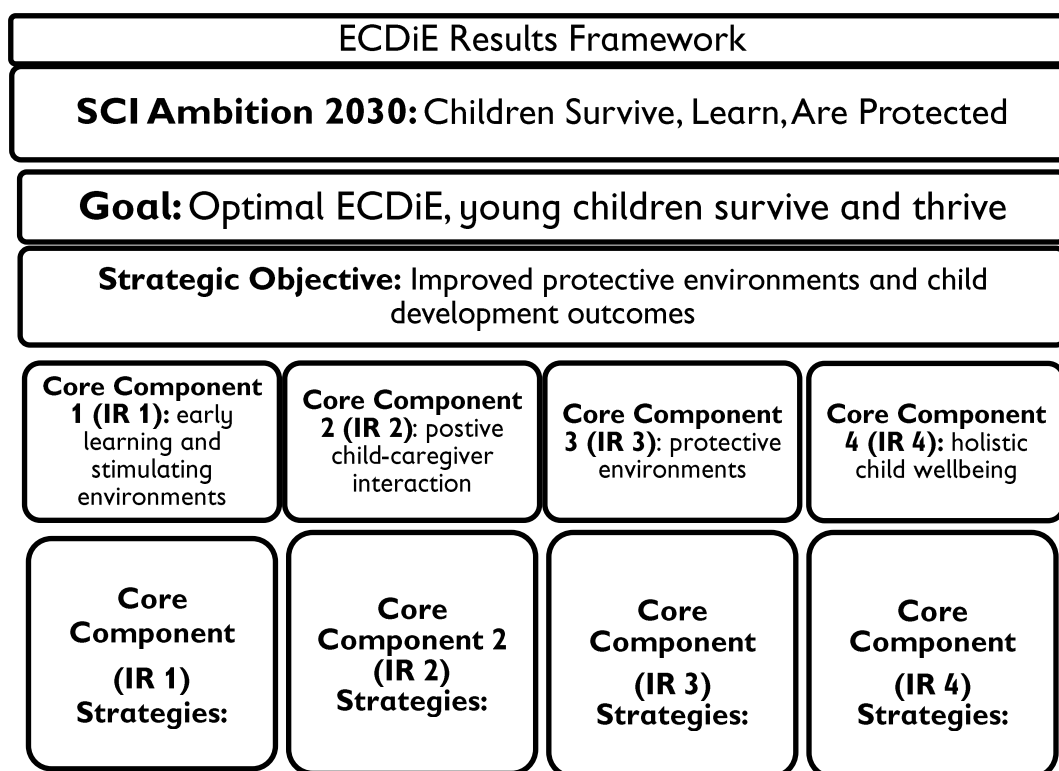 ECDiE Results Framework
SCI Ambition 2030: Children Survive, Learn, Are Protected
Goal: Optimal ECDiE, young children survive and thrive
Strategic Objective: Improved protective environments and child
development outcomes
Core Component
1 (IR 1): early
learning and
stimulating
environments
Core Component
2 (IR 2): postive
child-caregiver
interaction
Core Component
3 (IR 3): protective
environments
Core Component
4 (IR 4): holistic
child wellbeing
Core
Component
(IR 1)
Strategies:
Core
Component 2
(IR 2)
Strategies:
Core
Component
(IR 3)
Strategies:
Core
Component
(IR 4)
Strategies: